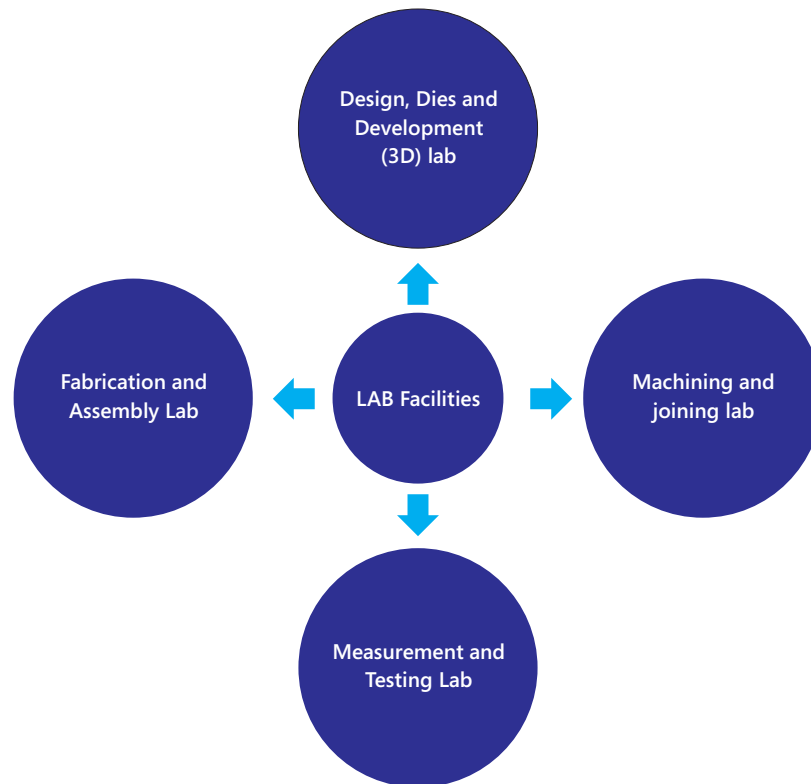 Design, Dies and
Development
(3D) lab
Fabrication and
Assembly Lab
LAB Facilities
Machining and
joining lab
Measurement and
Testing Lab